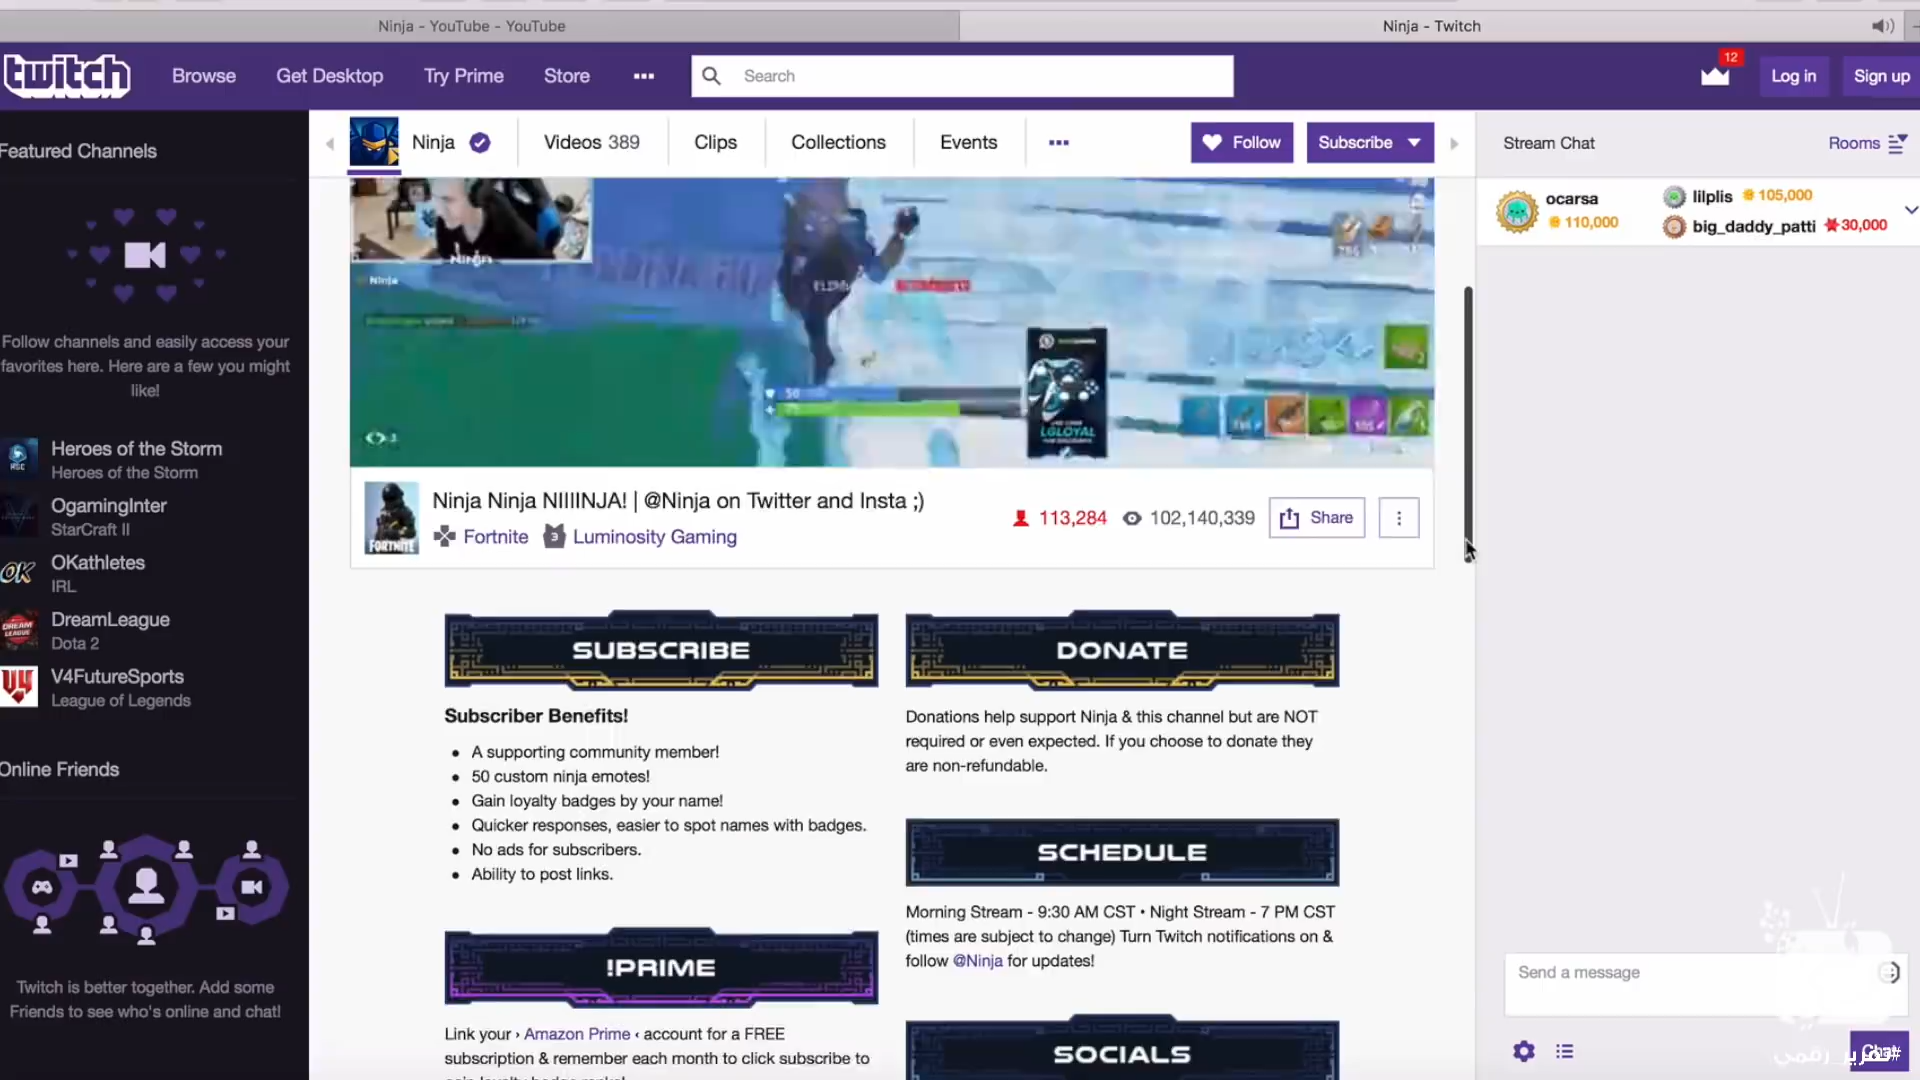 Ninja - YouTube - YouTube
Ninja - Twitch
twitch
Browse
Get Desktop
Try Prime
Store
Search
12
Log in
Sign up
Featured Channels
Follow channels and easily access your
favorites here. Here are a few you might
like!
Heroes of the Storm
Heroes of the Storm
OgamingInter
StarCraft II
OKathletes
IRL
DreamLeague
Dota 2
V4FutureSports
League of Legends
Online Friends
Twitch is better together. Add some
Friends to see who's online and chat!
Ninja
Videos 389
Clips
Collections
Events
Follow
Subscribe
Ninja
Ninja
50
LGLOYAL
3
FORTNITE
Ninja Ninja NIIIINJA! | @Ninja on Twitter and Insta ;)
Fortnite
3
Luminosity Gaming
113,284
102,140,339
Share
SUBSCRIBE
Subscriber Benefits!
A supporting community member!
50 custom ninja emotes!
Gain loyalty badges by your name!
Quicker responses, easier to spot names with badges.
No ads for subscribers.
Ability to post links.
!PRIME
Link your › Amazon Prime ‹ account for a FREE
subscription & remember each month to click subscribe to
DONATE
Donations help support Ninja & this channel but are NOT
required or even expected. If you choose to donate they
are non-refundable.
SCHEDULE
Morning Stream - 9:30 AM CST • Night Stream - 7 PM CST
(times are subject to change) Turn Twitch notifications on &
follow @Ninja for updates!
SOCIALS
Stream Chat
Rooms
ocarsa
110,000
lilplis 105,000
big_daddy_patti 30,000
Send a message
Chat
#تقرير_رقمي